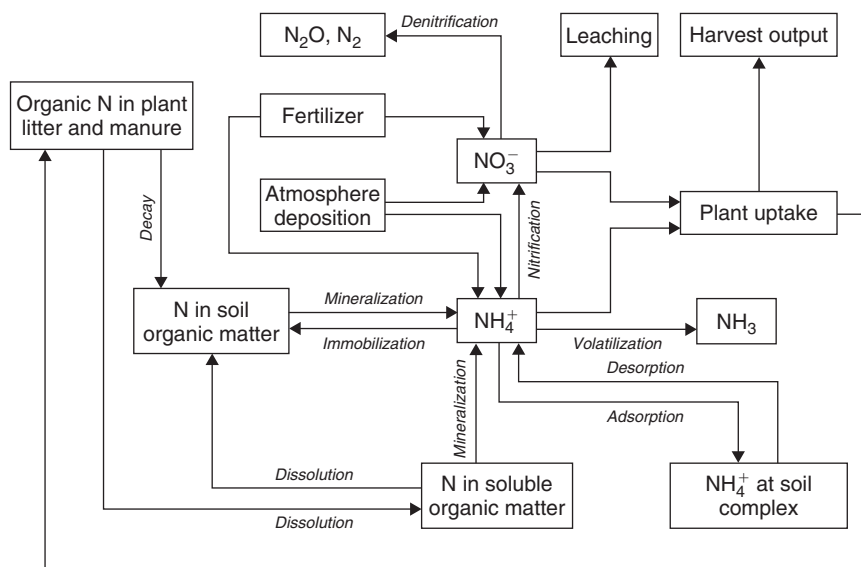 Denitrification
N₂O, N₂
Leaching
Harvest output
Organic N in plant
litter and manure
Fertilizer
NO₃⁻
Atmosphere
deposition
Plant uptake
Decay
Nitrification
N in soil
organic matter
Mineralization
Immobilization
NH₄⁺
Volatilization
NH₃
Desorption
Adsorption
Mineralization
Dissolution
N in soluble
organic matter
Dissolution
NH₄⁺ at soil
complex